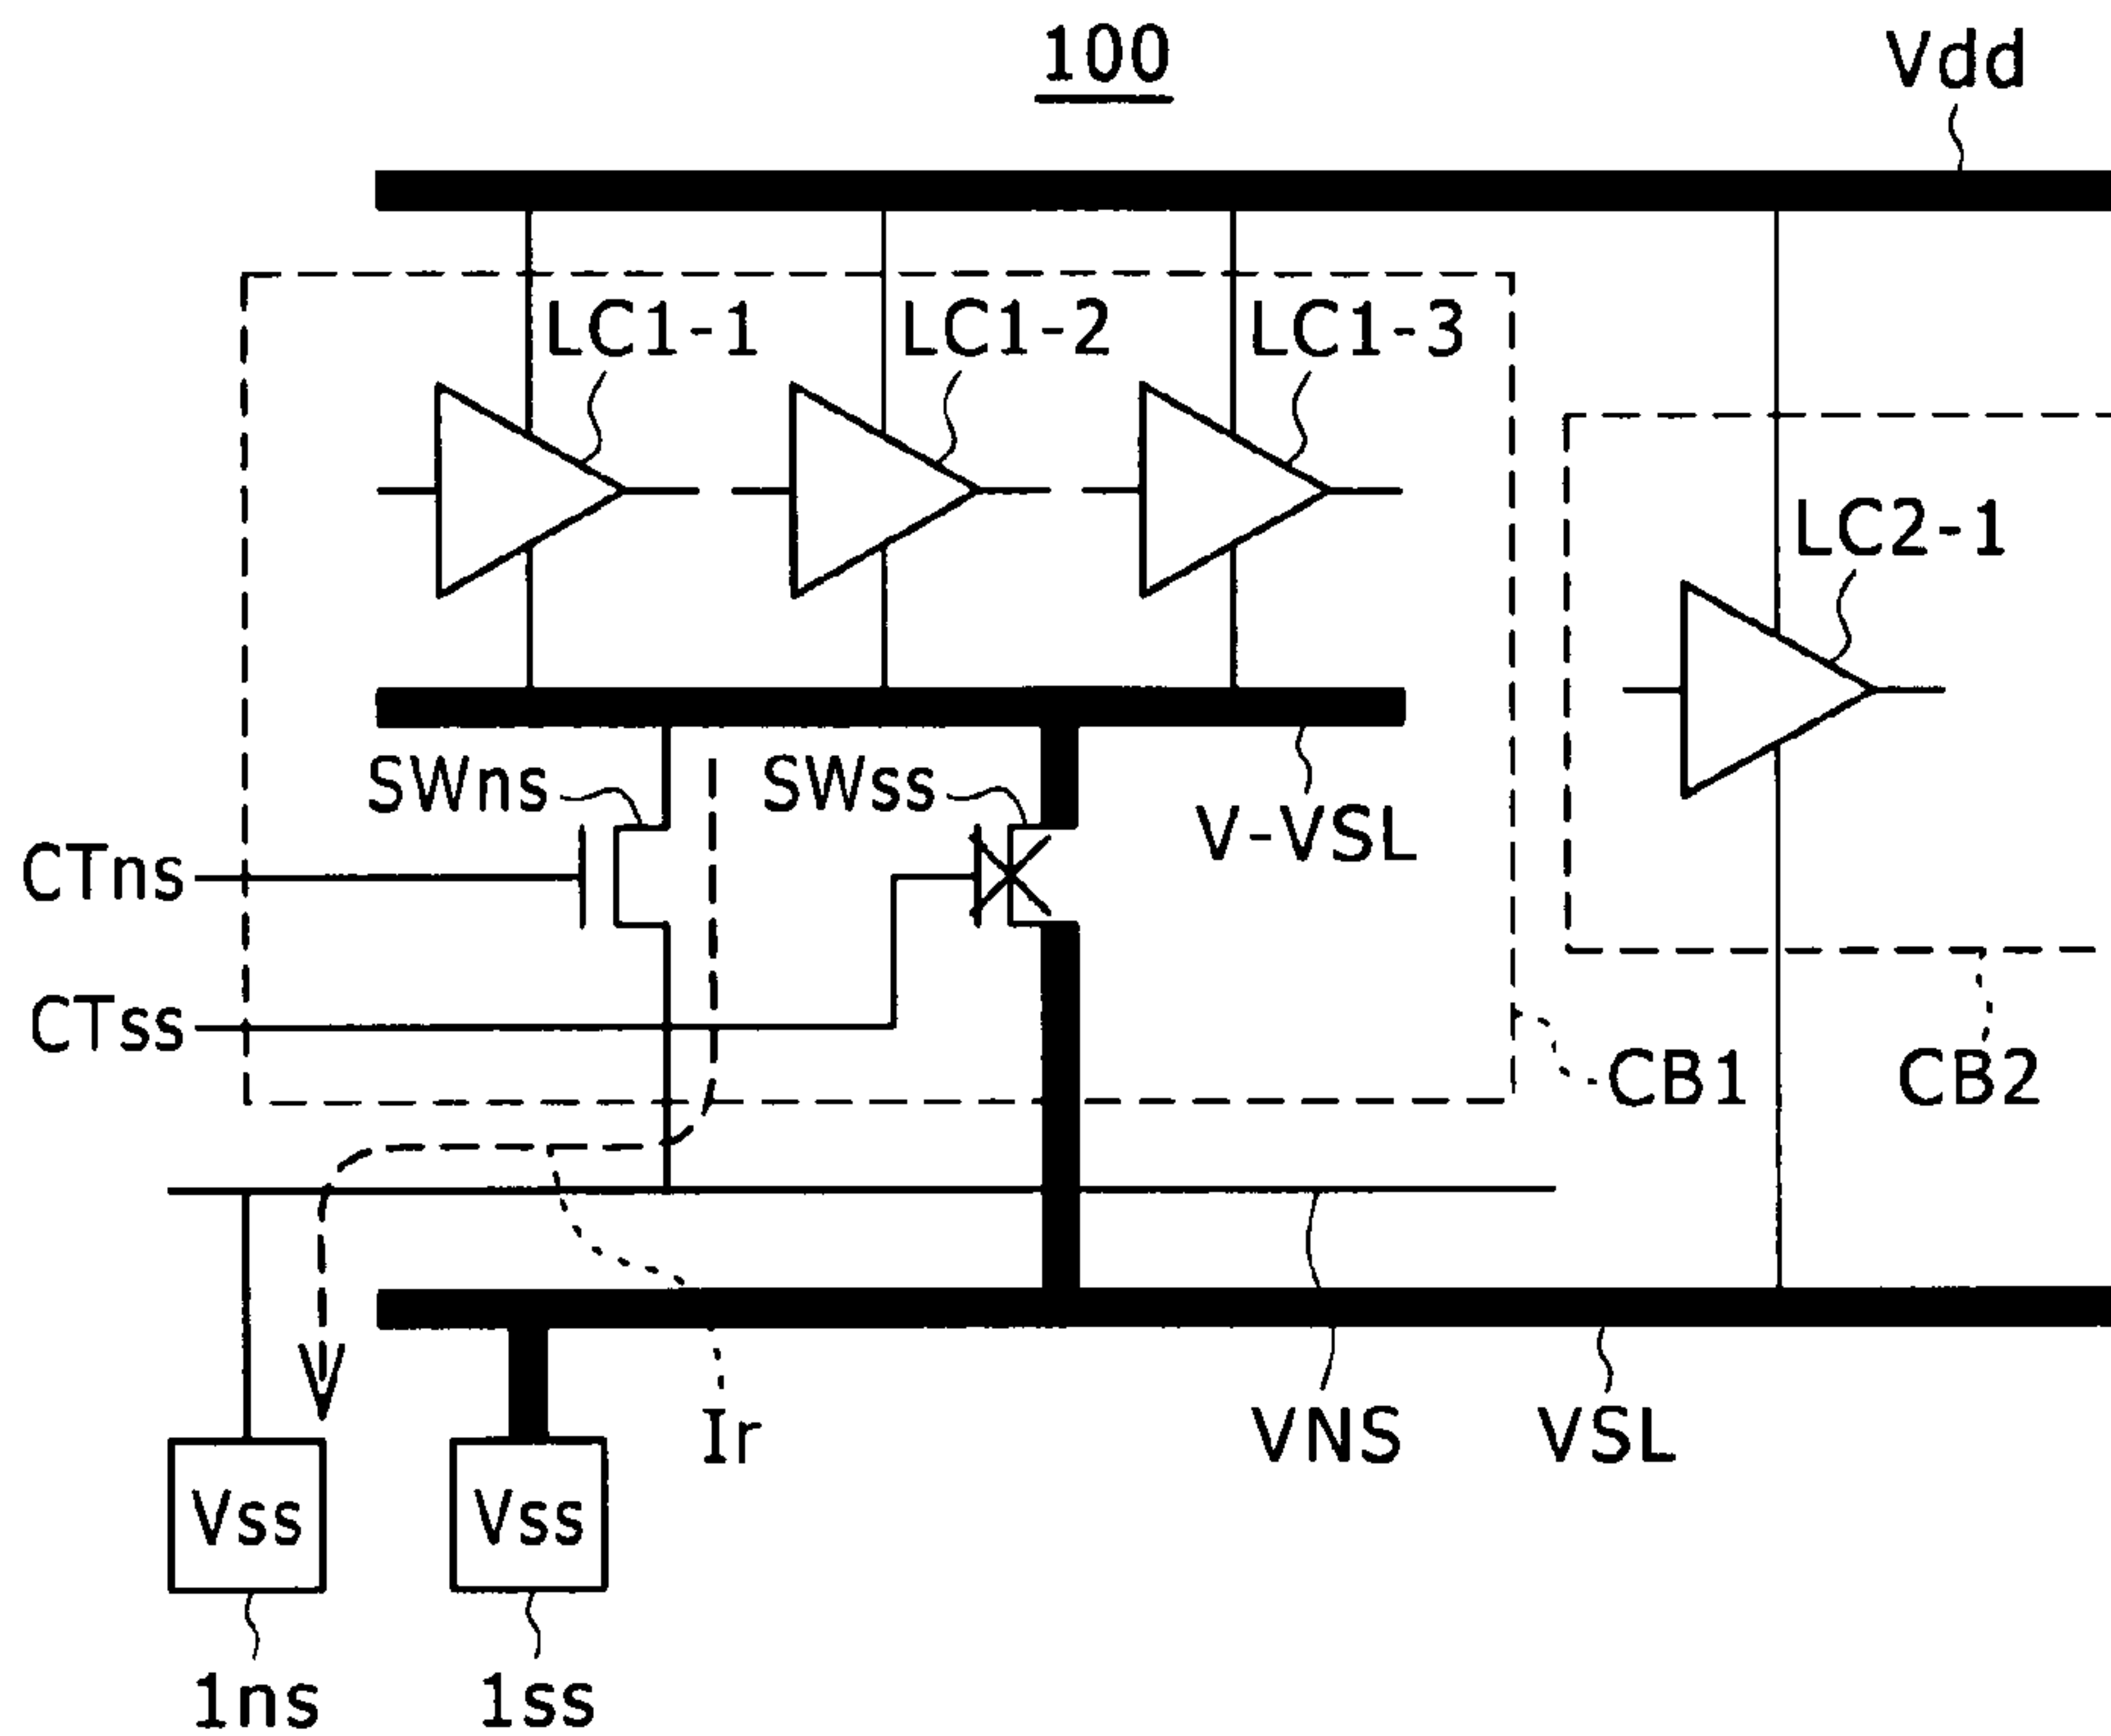 100
Vdd
LC1-1
LC1-2
LC1-3
LC2-1
SWns
SWss
V-VSL
CTns
CTss
CB1
CB2
Ir
VNS
VSL
Vss
Vss
1ns
1ss